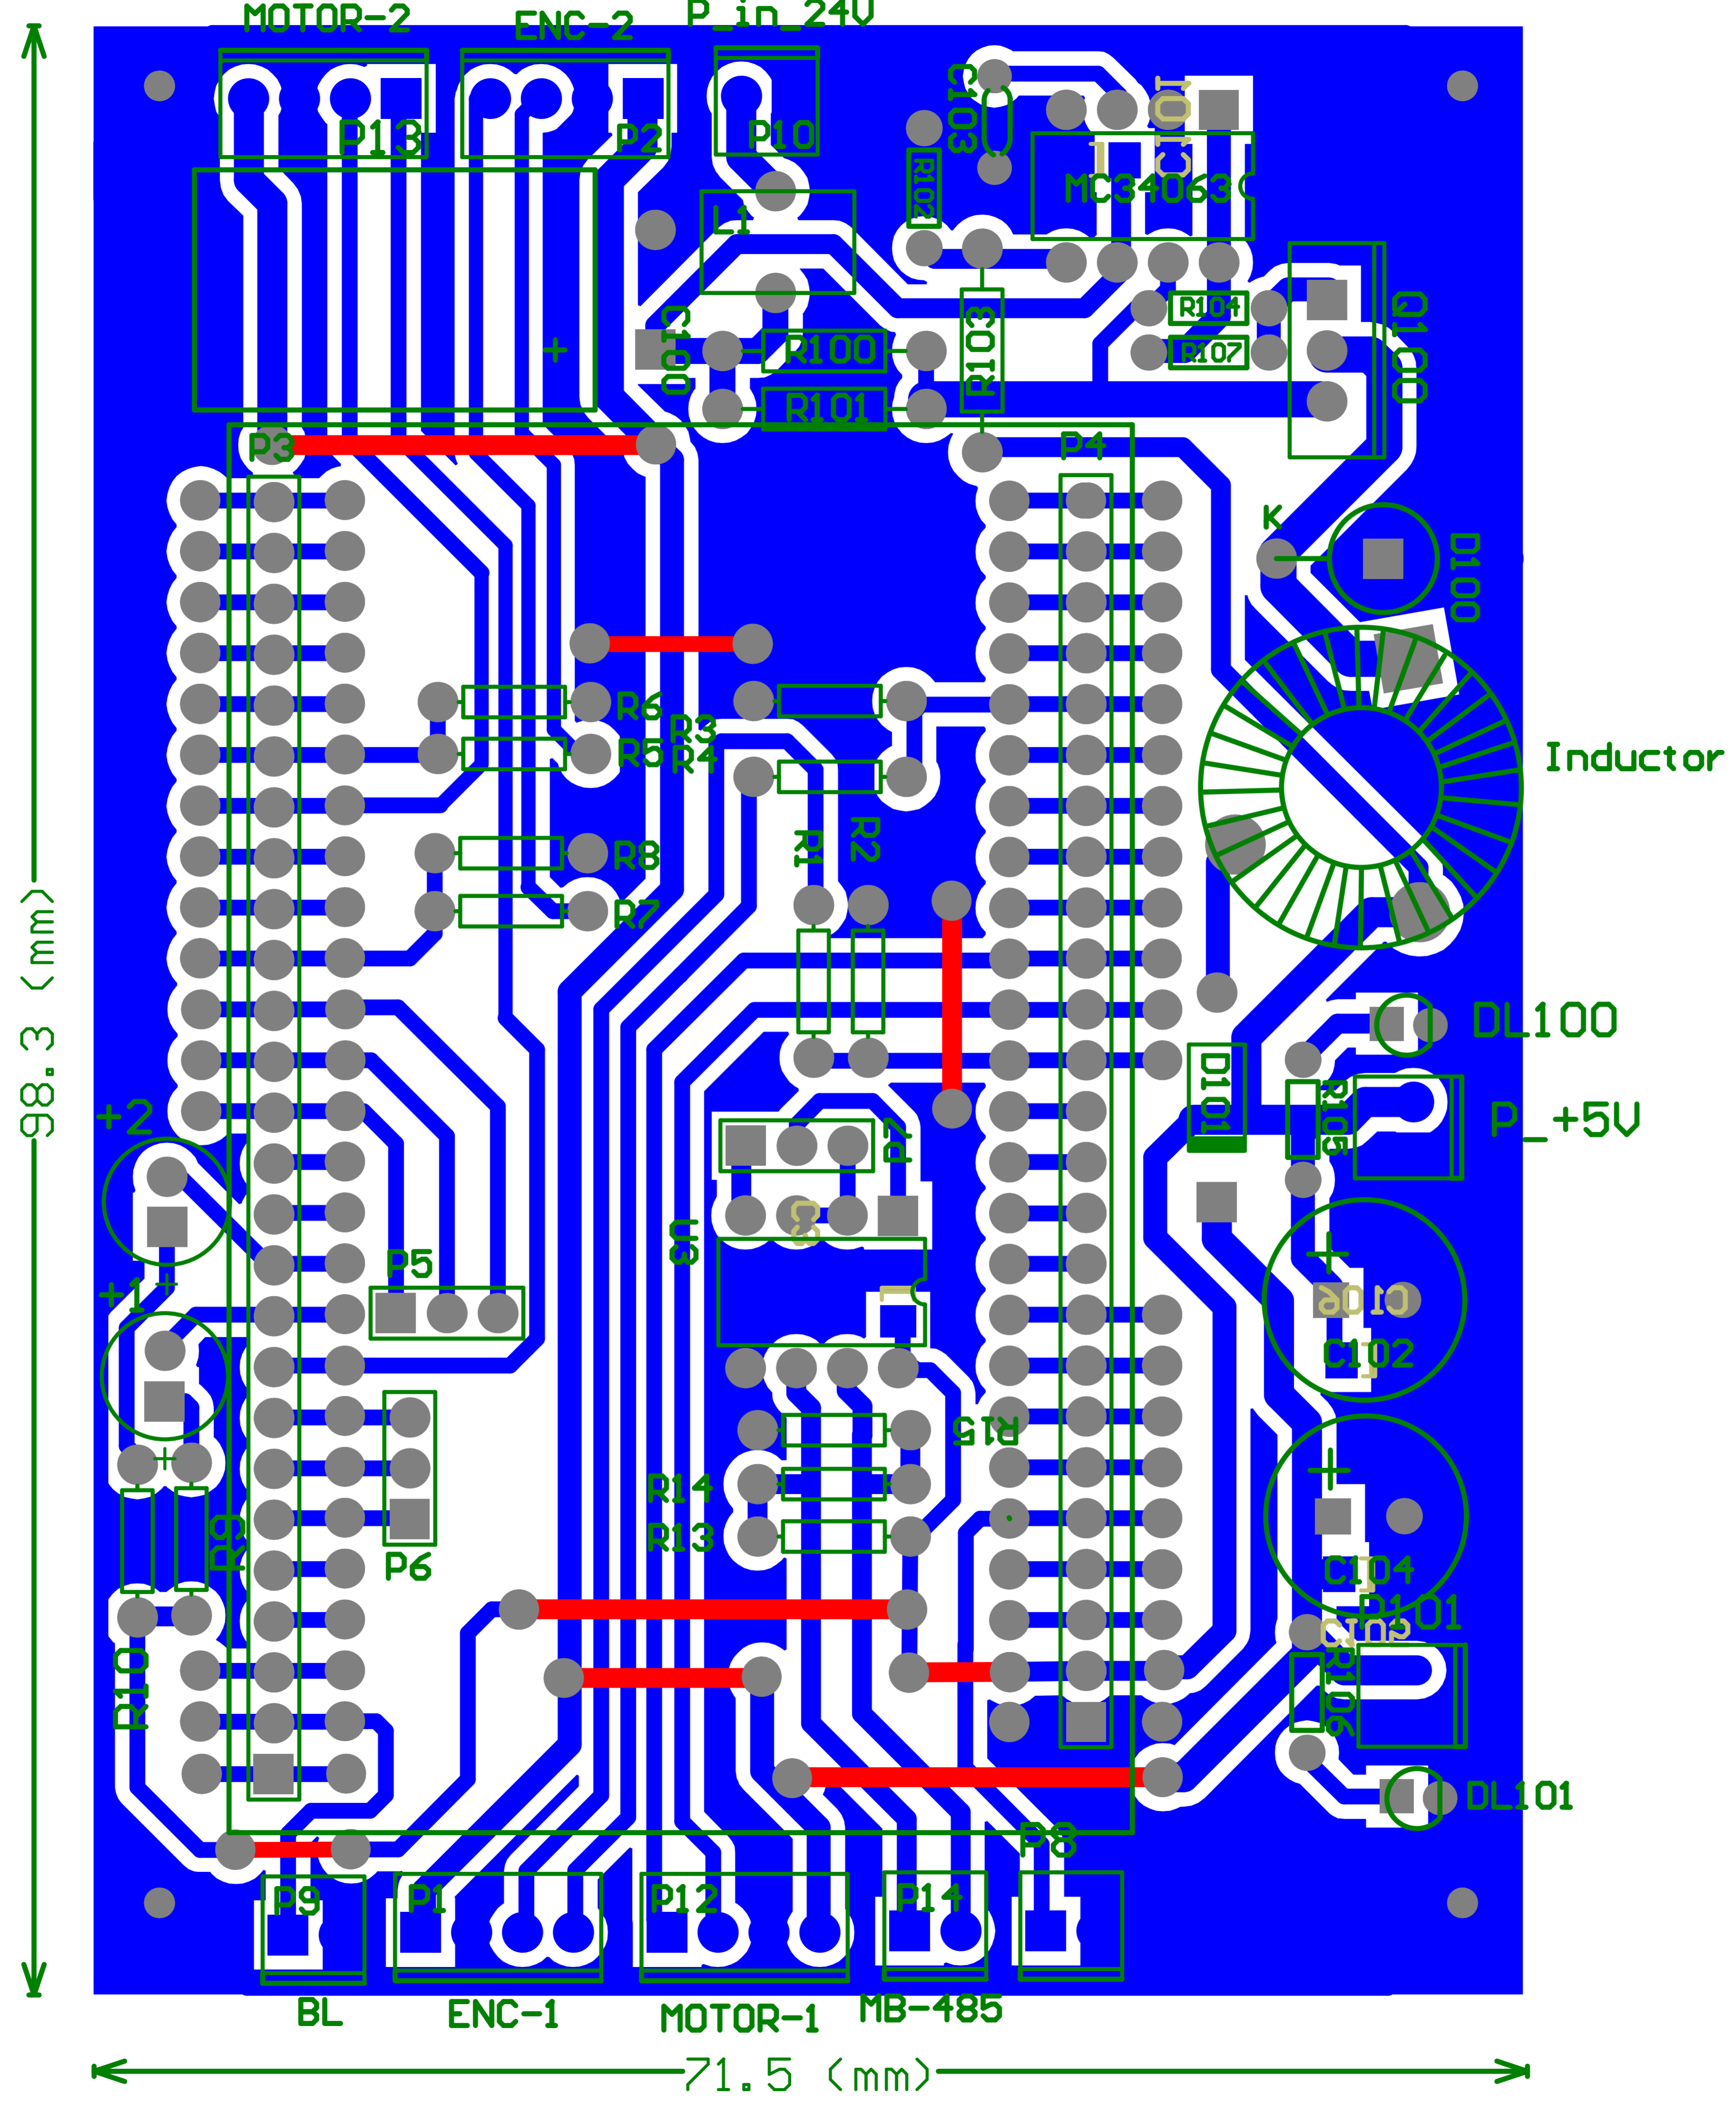 MOTOR-2
ENC-2
P_in_24V
P13
P2
P10
C103
C101
R102
MC34063
L1
C100
+
R100
R101
R103
R104
R107
Q100
P3
P4
K
D100
R6
R3
R5
R4
Inductor
R8
R7
R1
R2
98.3 (mm)
DL100
D101
R105
P_+5V
+2
P7
C3
U3
P5
+
+1
+
C106
C102
R15
+
+
R14
R13
R9
P6
C104
P101
C105
R10
R106
DL101
P8
P9
P1
P12
P14
BL
ENC-1
MOTOR-1
MB-485
71.5 (mm)